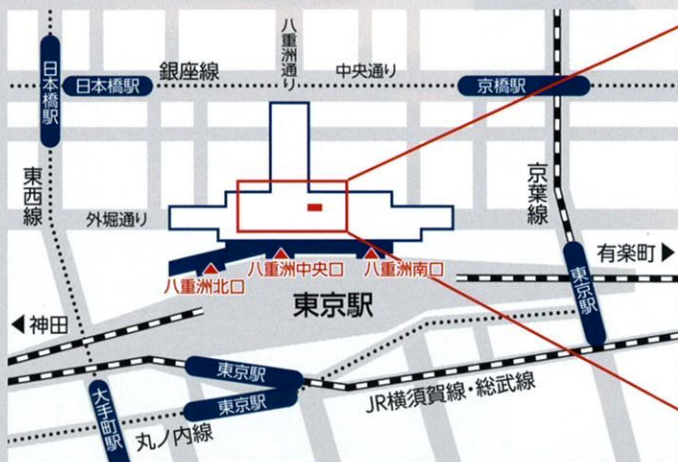 八重洲通り
日本橋駅
日本橋駅
銀座線
中央通り
京橋駅
東西線
京葉線
外堀通り
有楽町▶
八重洲北口
八重洲中央口
八重洲南口
東京駅
東京駅
◀神田
東京駅
東京駅
JR横須賀線・総武線
大手町駅
丸ノ内線